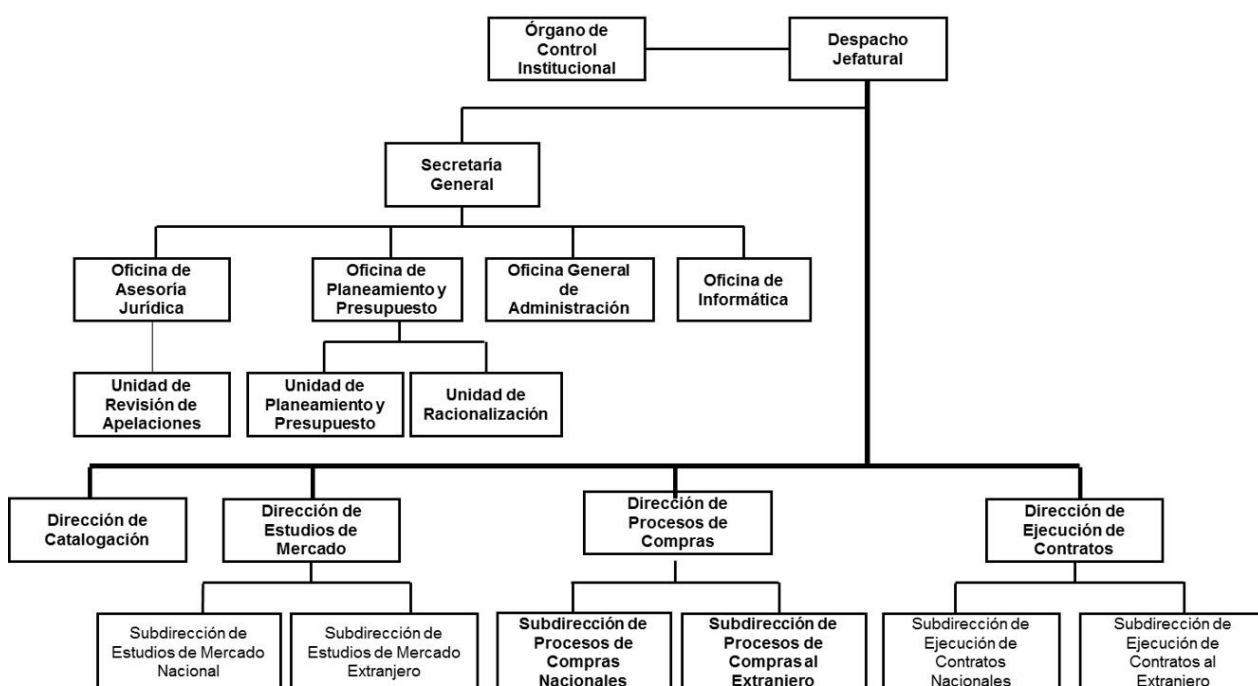 Órgano de
Control
Institucional
Despacho
Jefatural
Secretaría
General
Oficina de
Asesoría
Jurídica
Oficina de
Planeamiento y
Presupuesto
Oficina General
de
Administración
Oficina de
Informática
Unidad de
Revisión de
Apelaciones
Unidad de
Planeamiento y
Presupuesto
Unidad de
Racionalización
Dirección de
Catalogación
Dirección de
Estudios de
Mercado
Dirección de
Procesos de
Compras
Dirección de
Ejecución de
Contratos
Subdirección de
Estudios de Mercado
Nacional
Subdirección de
Estudios de Mercado
Extranjero
Subdirección de
Procesos de
Compras
Nacionales
Subdirección de
Procesos de
Compras al
Extranjero
Subdirección de
Ejecución de
Contratos
Nacionales
Subdirección de
Ejecución de
Contratos al
Extranjero